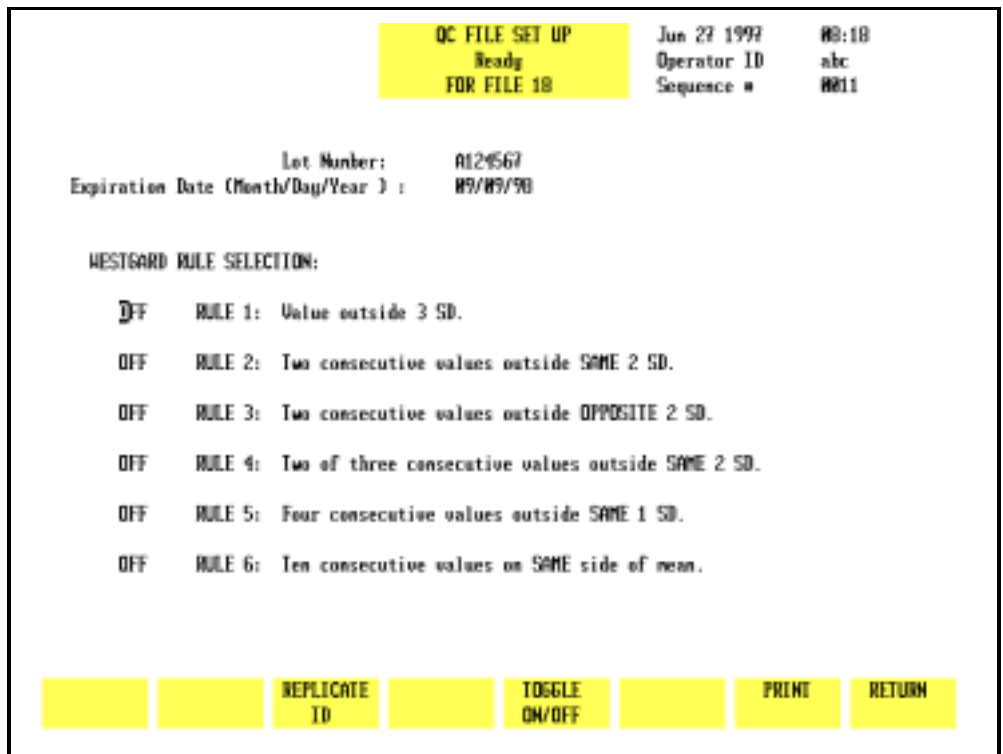 QC FILE SET UP
Ready
FOR FILE 18
Jun 27 1997 08:18
Operator ID abc
Sequence # 0011
Lot Number: A124567
Expiration Date (Month/Day/Year ) : 09/09/98
WESTGARD RULE SELECTION:
OFF RULE 1: Value outside 3 SD.
OFF RULE 2: Two consecutive values outside SAME 2 SD.
OFF RULE 3: Two consecutive values outside OPPOSITE 2 SD.
OFF RULE 4: Two of three consecutive values outside SAME 2 SD.
OFF RULE 5: Four consecutive values outside SAME 1 SD.
OFF RULE 6: Ten consecutive values on SAME side of mean.
REPLICATE ID
TOGGLE ON/OFF
PRINT
RETURN